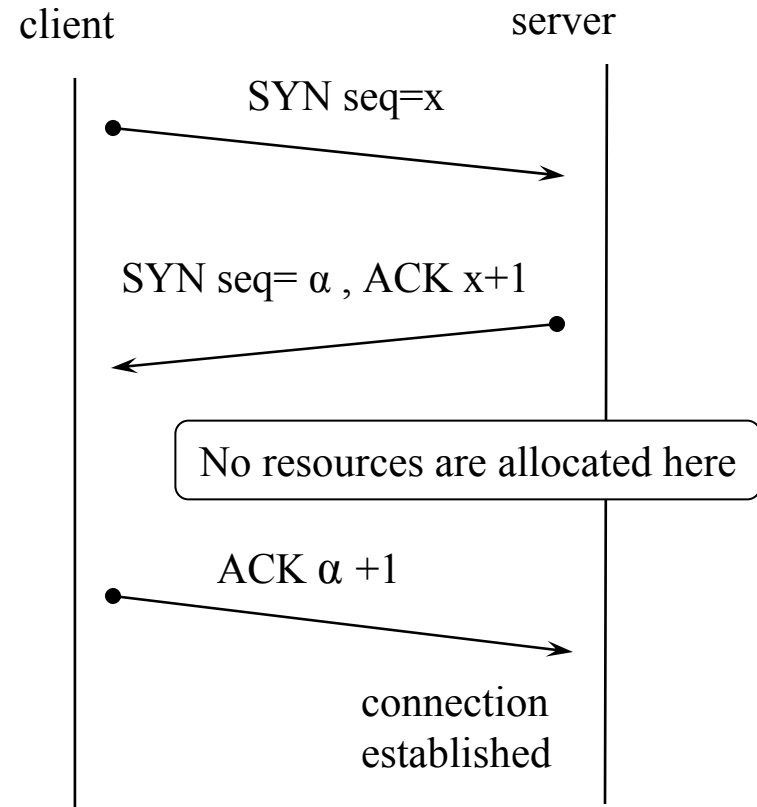 client
server
SYN seq=x
SYN seq= α , ACK x+1
No resources are allocated here
ACK α +1
connection
established